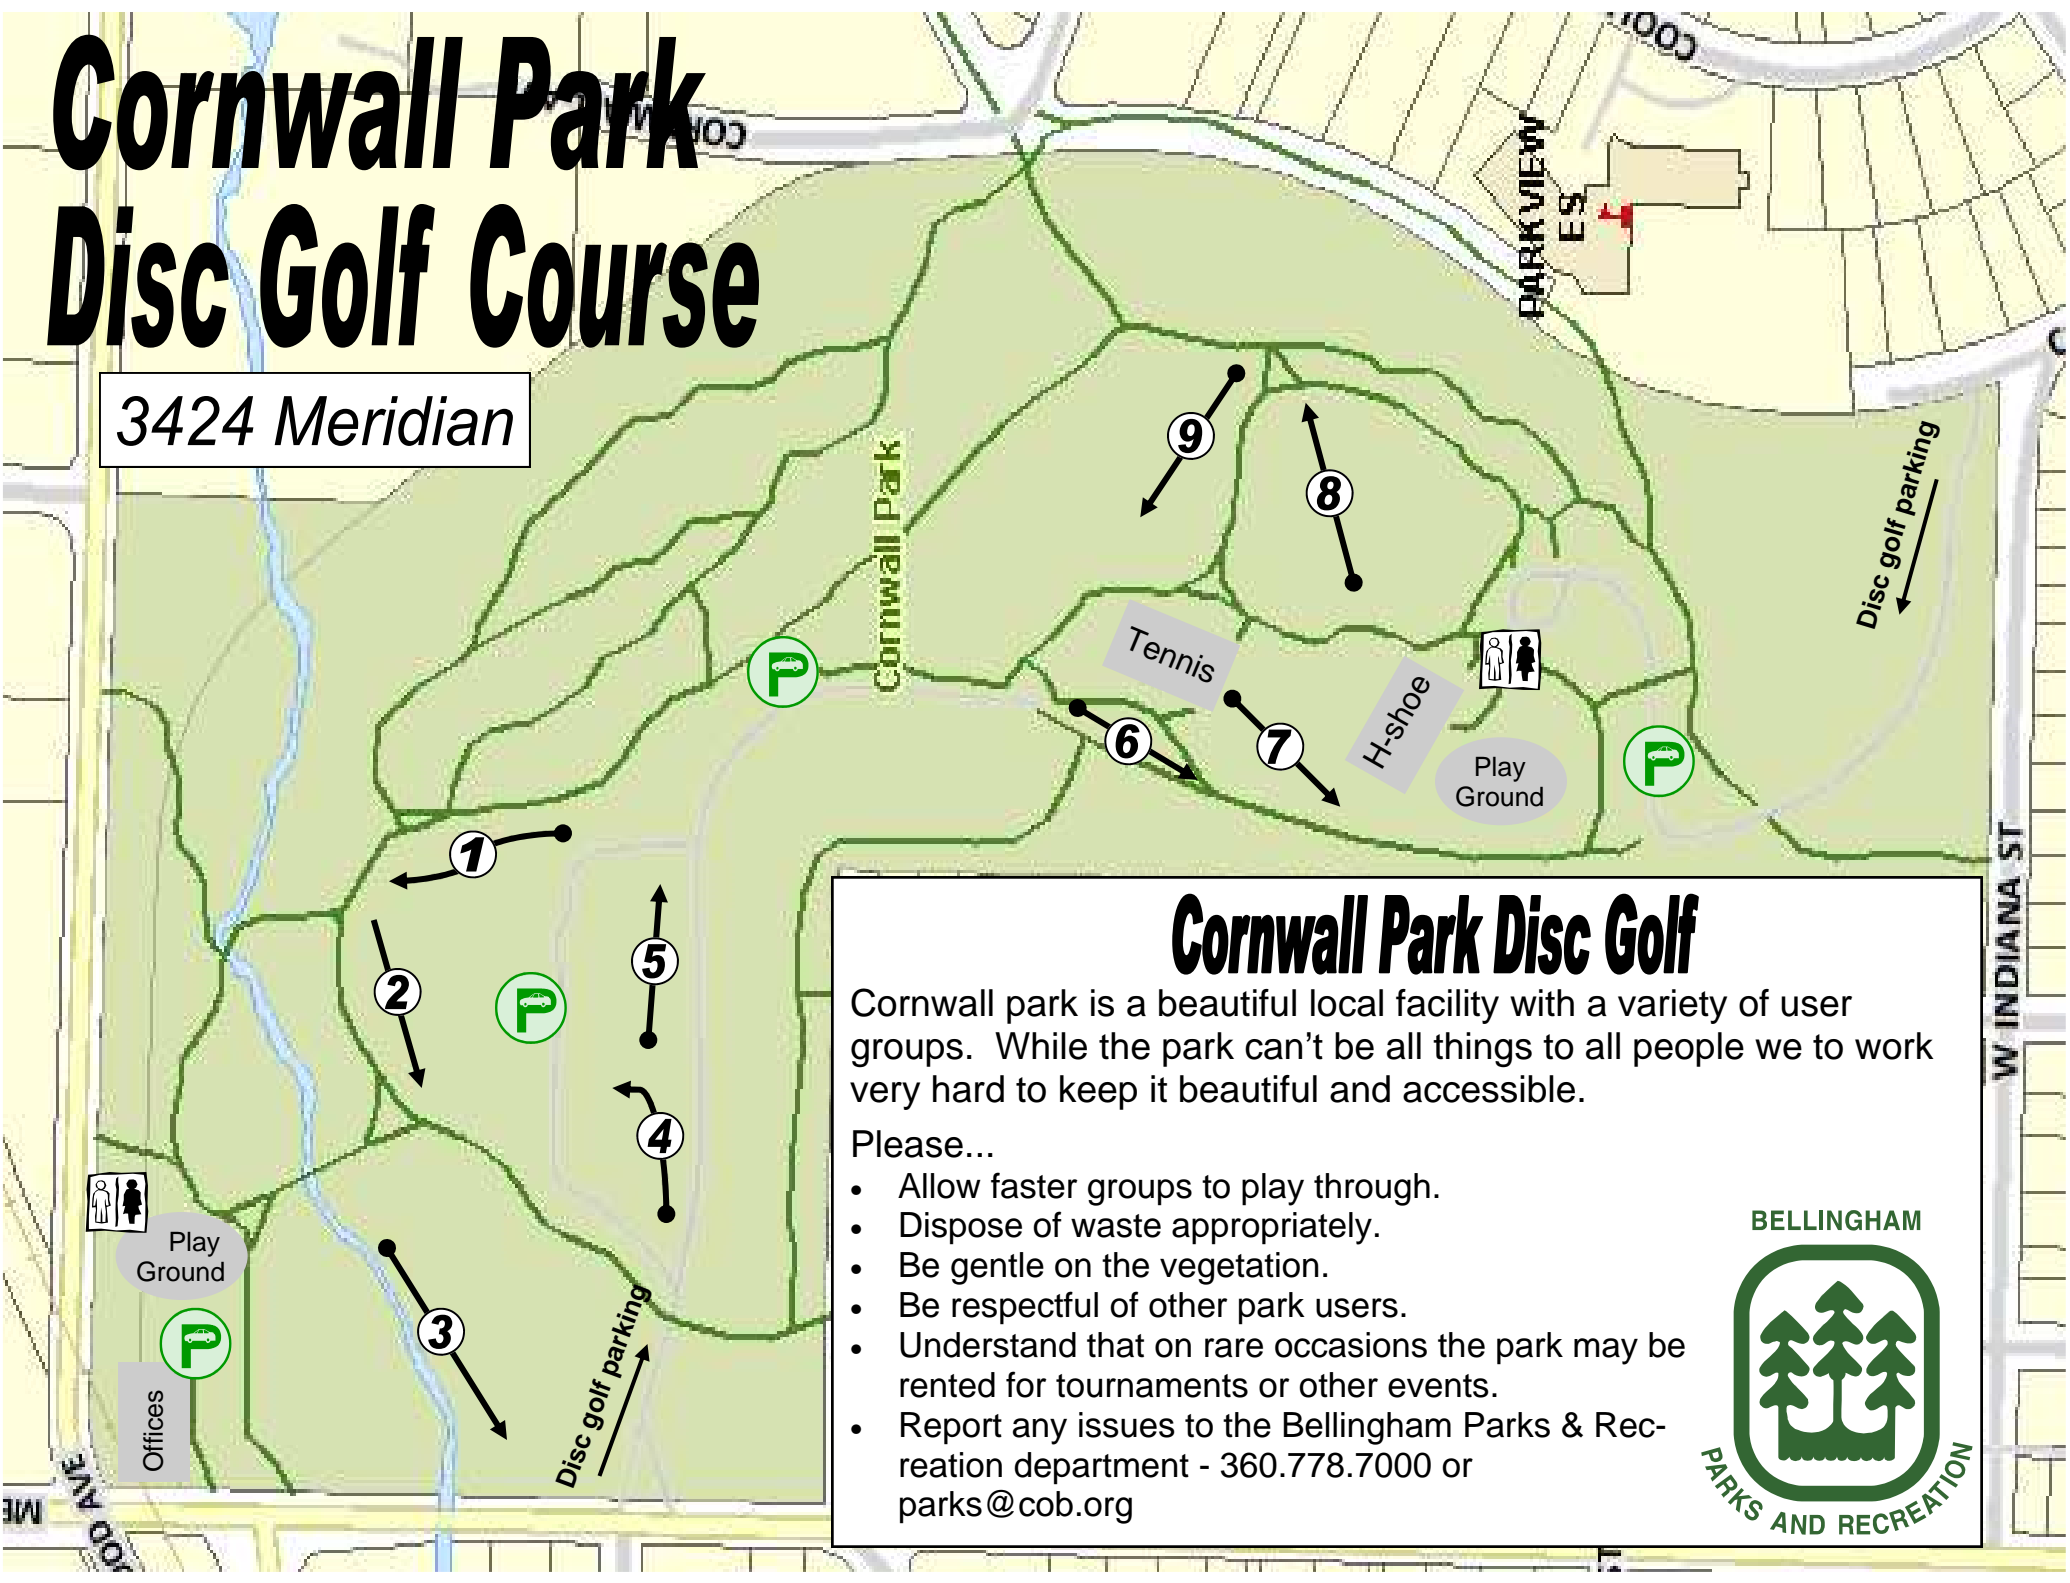 Cornwall Park
Disc Golf Course
3424 Meridian
PARKVIEW
ES
Cornwall Park
Disc golf parking
9
8
Tennis
H-shoe
6
7
Play
Ground
P
P
1
2
5
P
4
3
Play
Ground
P
Offices
Disc golf parking
W INDIANA ST
Cornwall Park Disc Golf
Cornwall park is a beautiful local facility with a variety of user
groups.  While the park can’t be all things to all people we to work
very hard to keep it beautiful and accessible.
Please...
• Allow faster groups to play through.
• Dispose of waste appropriately.
• Be gentle on the vegetation.
• Be respectful of other park users.
• Understand that on rare occasions the park may be
rented for tournaments or other events.
• Report any issues to the Bellingham Parks & Rec-
reation department - 360.778.7000 or
parks@cob.org
BELLINGHAM
PARKS AND RECREATION